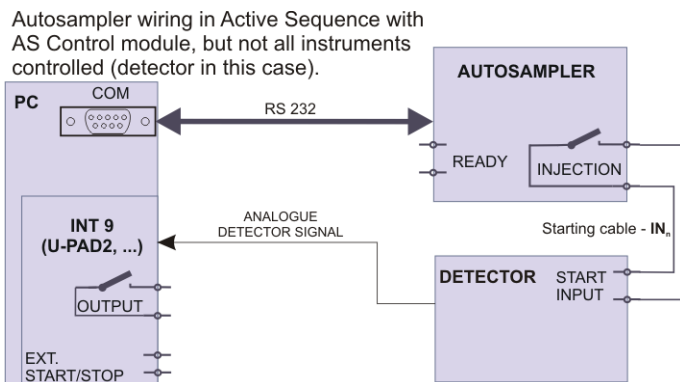 Autosampler wiring in Active Sequence with
AS Control module, but not all instruments
controlled (detector in this case).
PC
COM
RS 232
AUTOSAMPLER
READY
INJECTION
INT 9
(U-PAD2, ...)
ANALOGUE
DETECTOR SIGNAL
Starting cable - INn
OUTPUT
DETECTOR
START
INPUT
EXT.
START/STOP